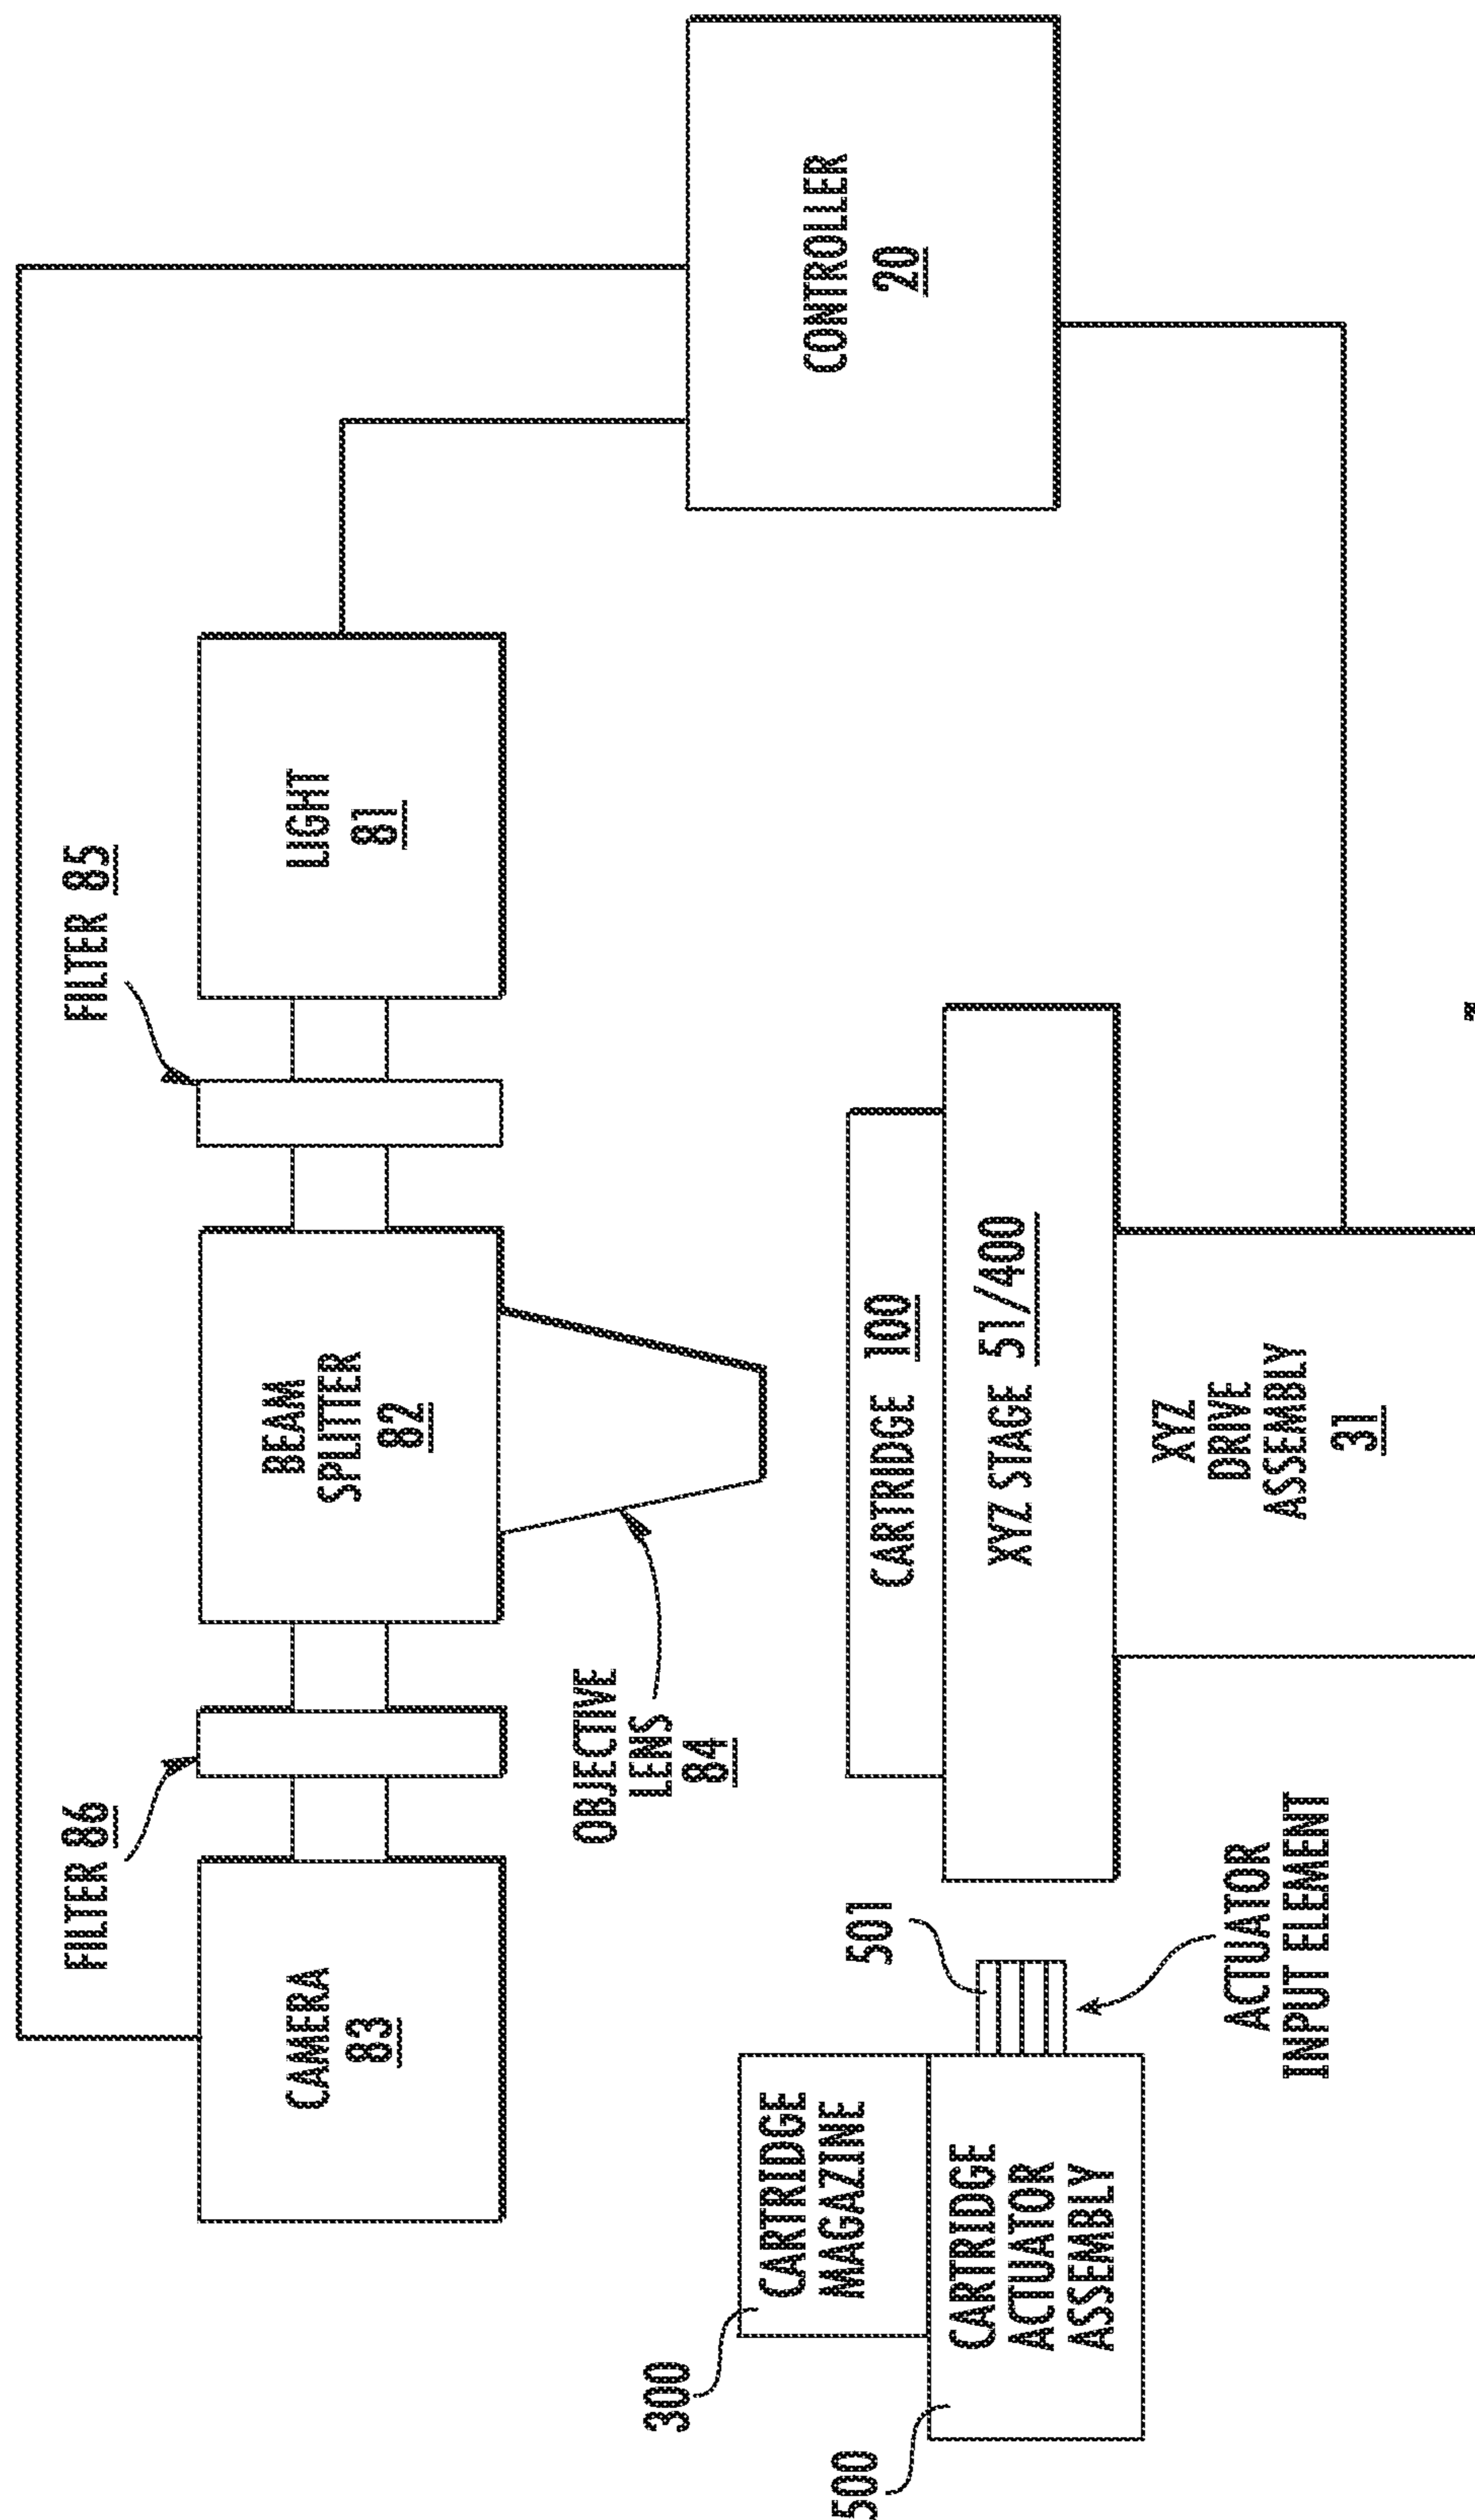 FILTER 86
FILTER 85
CAMERA
83
BEAM
SPLITTER
82
LIGHT
81
OBJECTIVE
LENS
84
CONTROLLER
20
300
CARTRIDGE
MAGAZINE
500
CARTRIDGE
ACTUATOR
ASSEMBLY
501
ACTUATOR
INPUT ELEMENT
CARTRIDGE 100
XYZ STAGE 51/400
XYZ
DRIVE
ASSEMBLY
31